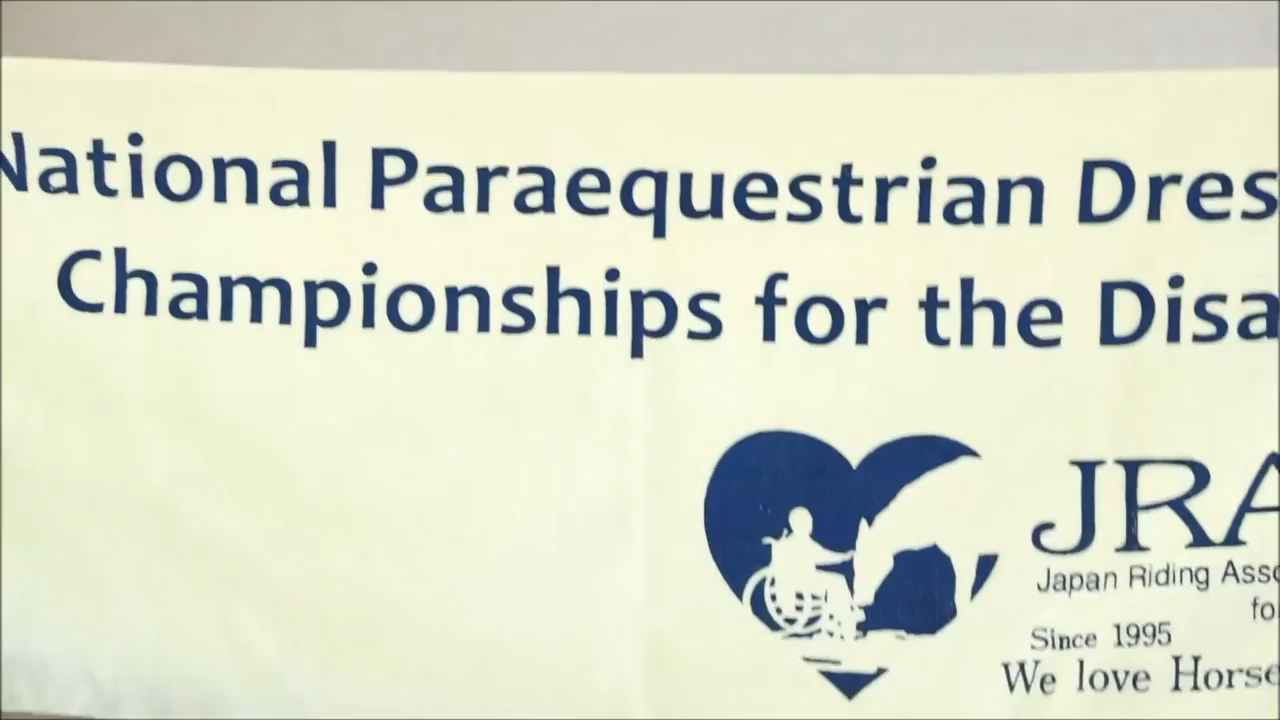 National Paraequestrian Dres
Championships for the Disa
JRA
Japan Riding Asso
fo
Since 1995
We love Horse